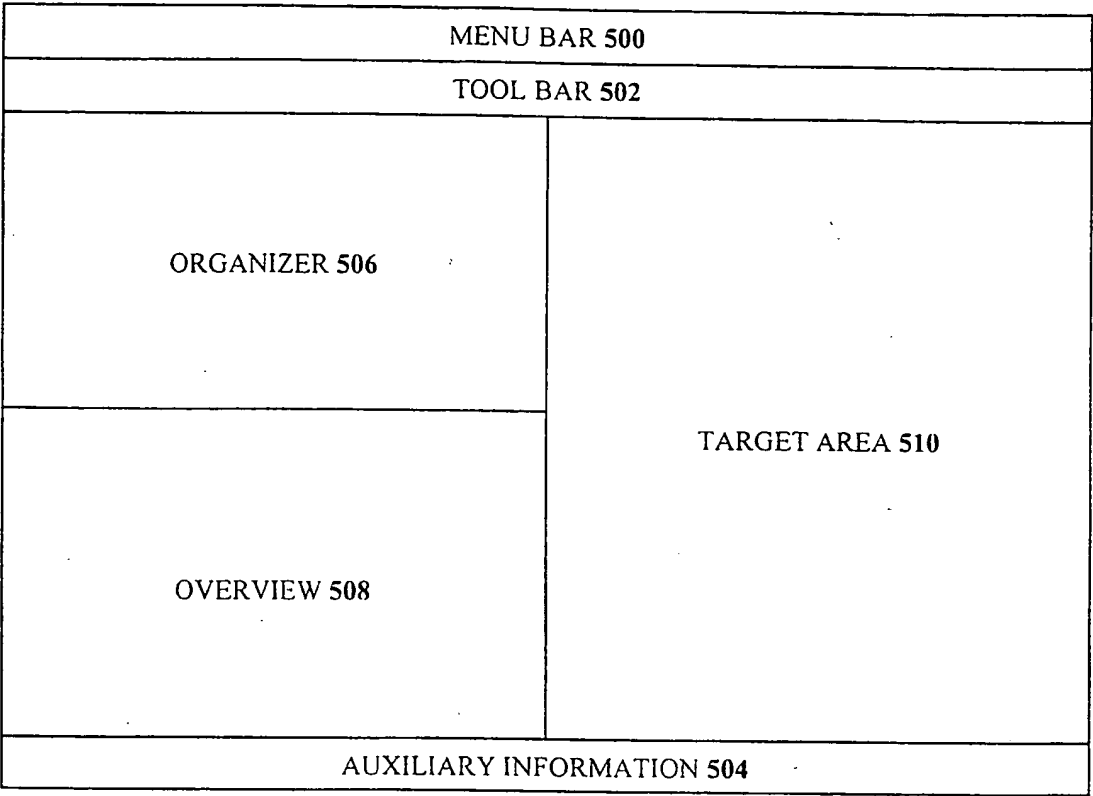 MENU BAR 500
TOOL BAR 502
ORGANIZER 506
OVERVIEW 508
TARGET AREA 510
AUXILIARY INFORMATION 504